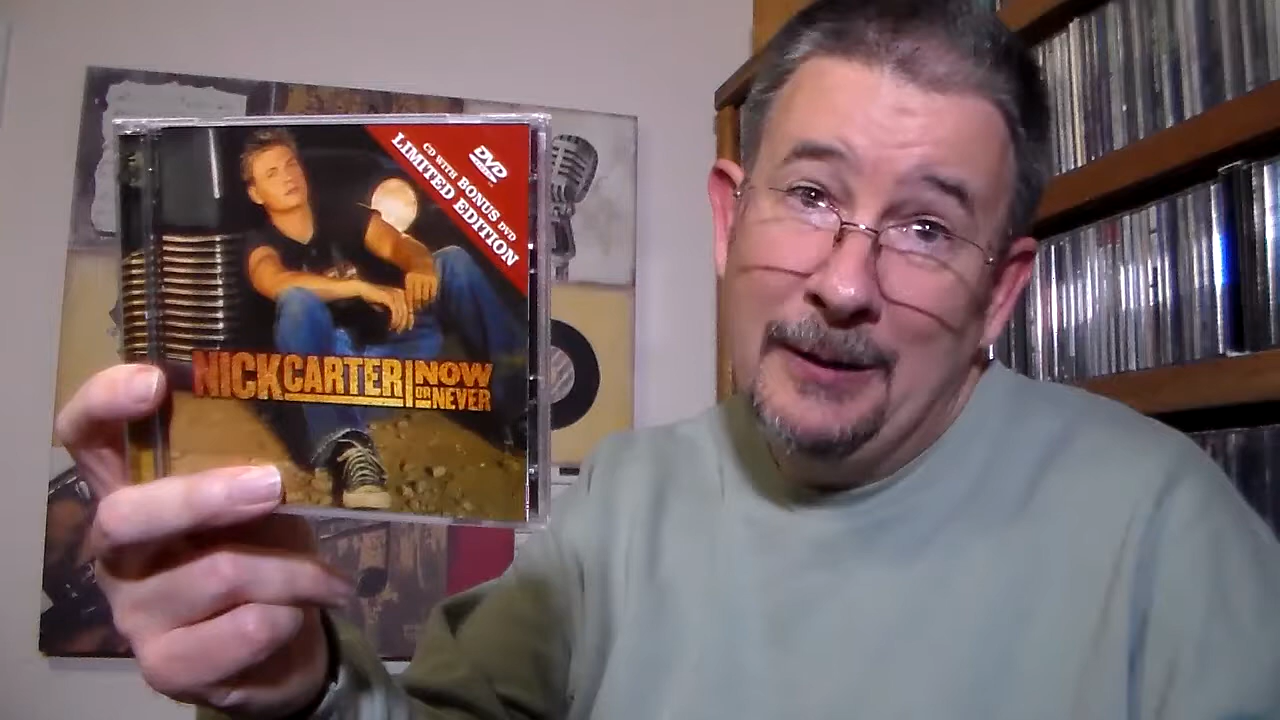 DVD
CD WITH BONUS DVD
LIMITED EDITION
NICK CARTER NOW OR NEVER